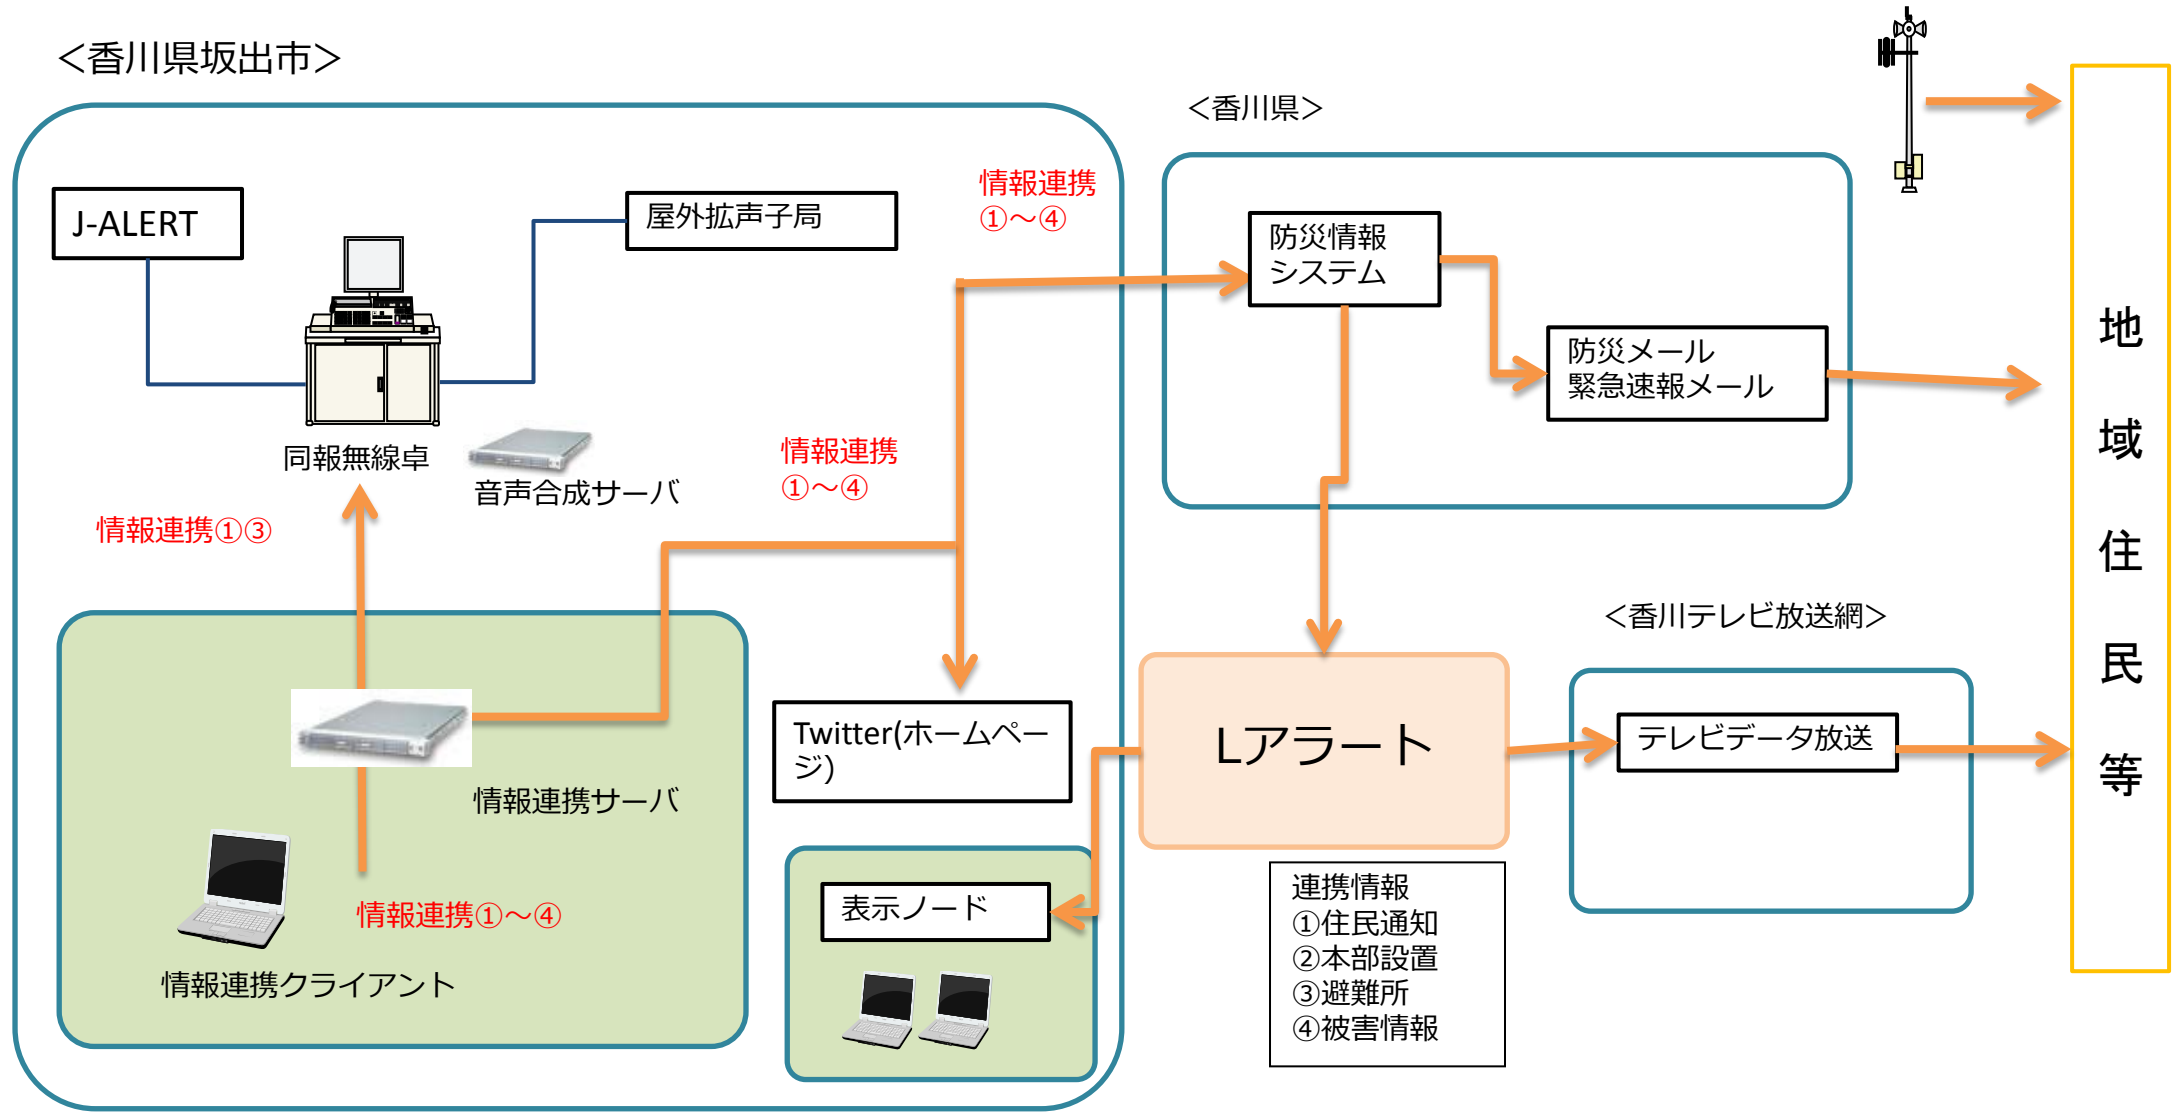 ＜香川県坂出市＞
J-ALERT
屋外拡声子局
同報無線卓
音声合成サーバ
情報連携①③
情報連携
①～④
情報連携
①～④
情報連携サーバ
情報連携①～④
情報連携クライアント
Twitter(ホームペー
ジ)
表示ノード
＜香川県＞
防災情報
システム
防災メール
緊急速報メール
Lアラート
連携情報
①住民通知
②本部設置
③避難所
④被害情報
＜香川テレビ放送網＞
テレビデータ放送
地
域
住
民
等